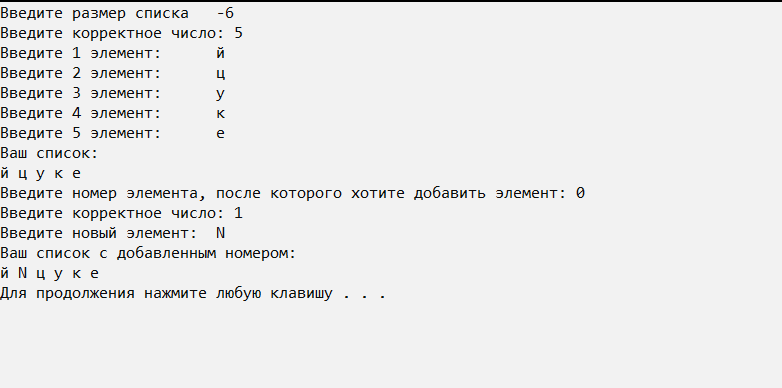 Введите размер списка   -6
Введите корректное число: 5
Введите 1 элемент:      й
Введите 2 элемент:      ц
Введите 3 элемент:      у
Введите 4 элемент:      к
Введите 5 элемент:      е
Ваш список:
й ц у к е
Введите номер элемента, после которого хотите добавить элемент: 0
Введите корректное число: 1
Введите новый элемент:  N
Ваш список с добавленным номером:
й N ц у к е
Для продолжения нажмите любую клавишу . . .